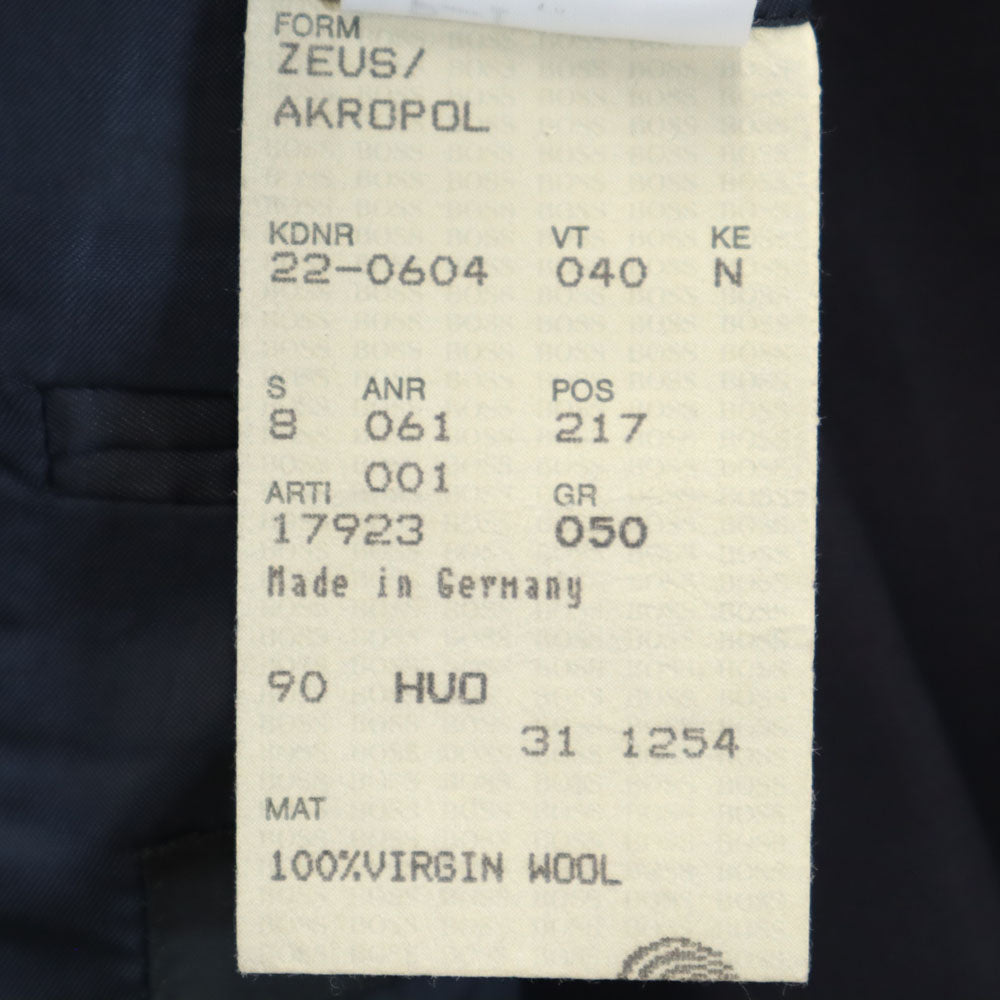 FORM
ZEUS/
AKROPOL
KDNR VT KE
22-0604 040 N
S ANR POS
8 061 217
001
ARTI GR
17923 050
Made in Germany
90 HUO
31 1254
MAT
100%VIRGIN WOOL